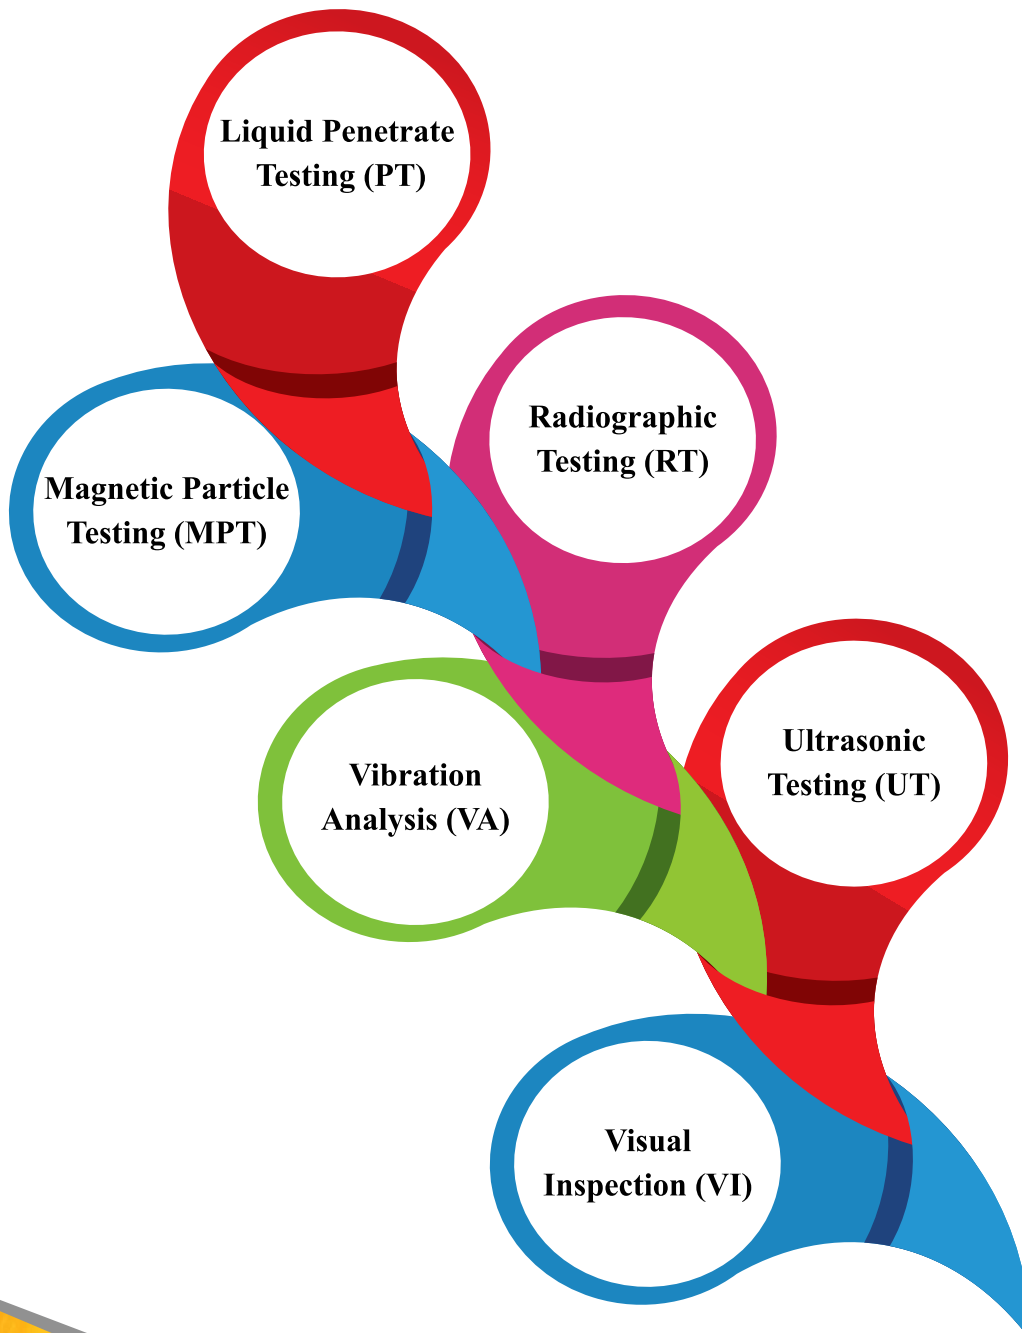 Liquid Penetrate
Testing (PT)
Radiographic
Testing (RT)
Magnetic Particle
Testing (MPT)
Ultrasonic
Testing (UT)
Vibration
Analysis (VA)
Visual
Inspection (VI)